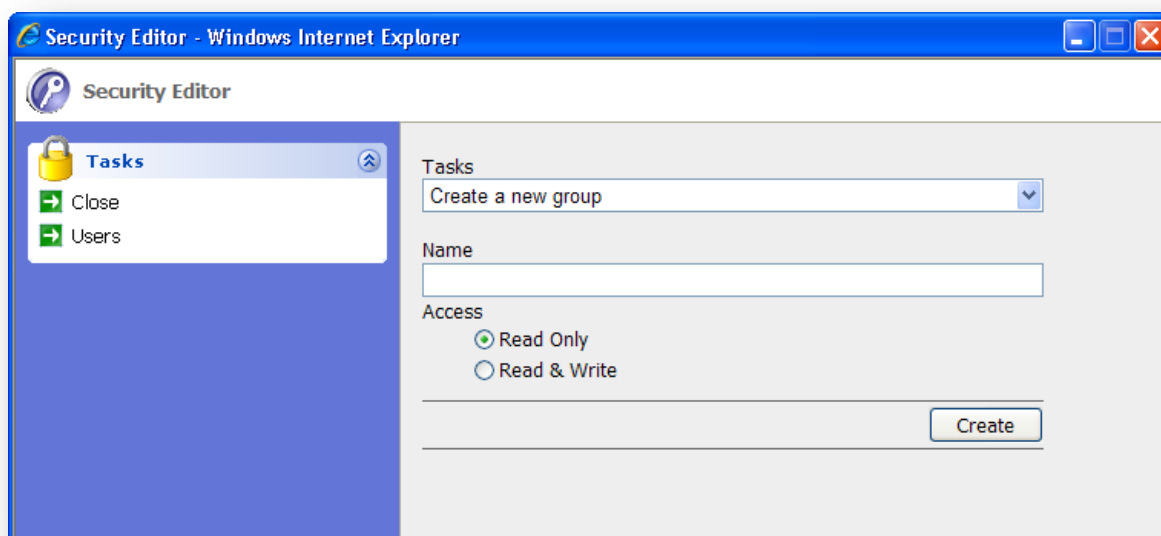 Security Editor - Windows Internet Explorer
Security Editor
Tasks
Close
Users
Tasks
Create a new group
Name
Access
Read Only
Read & Write
Create